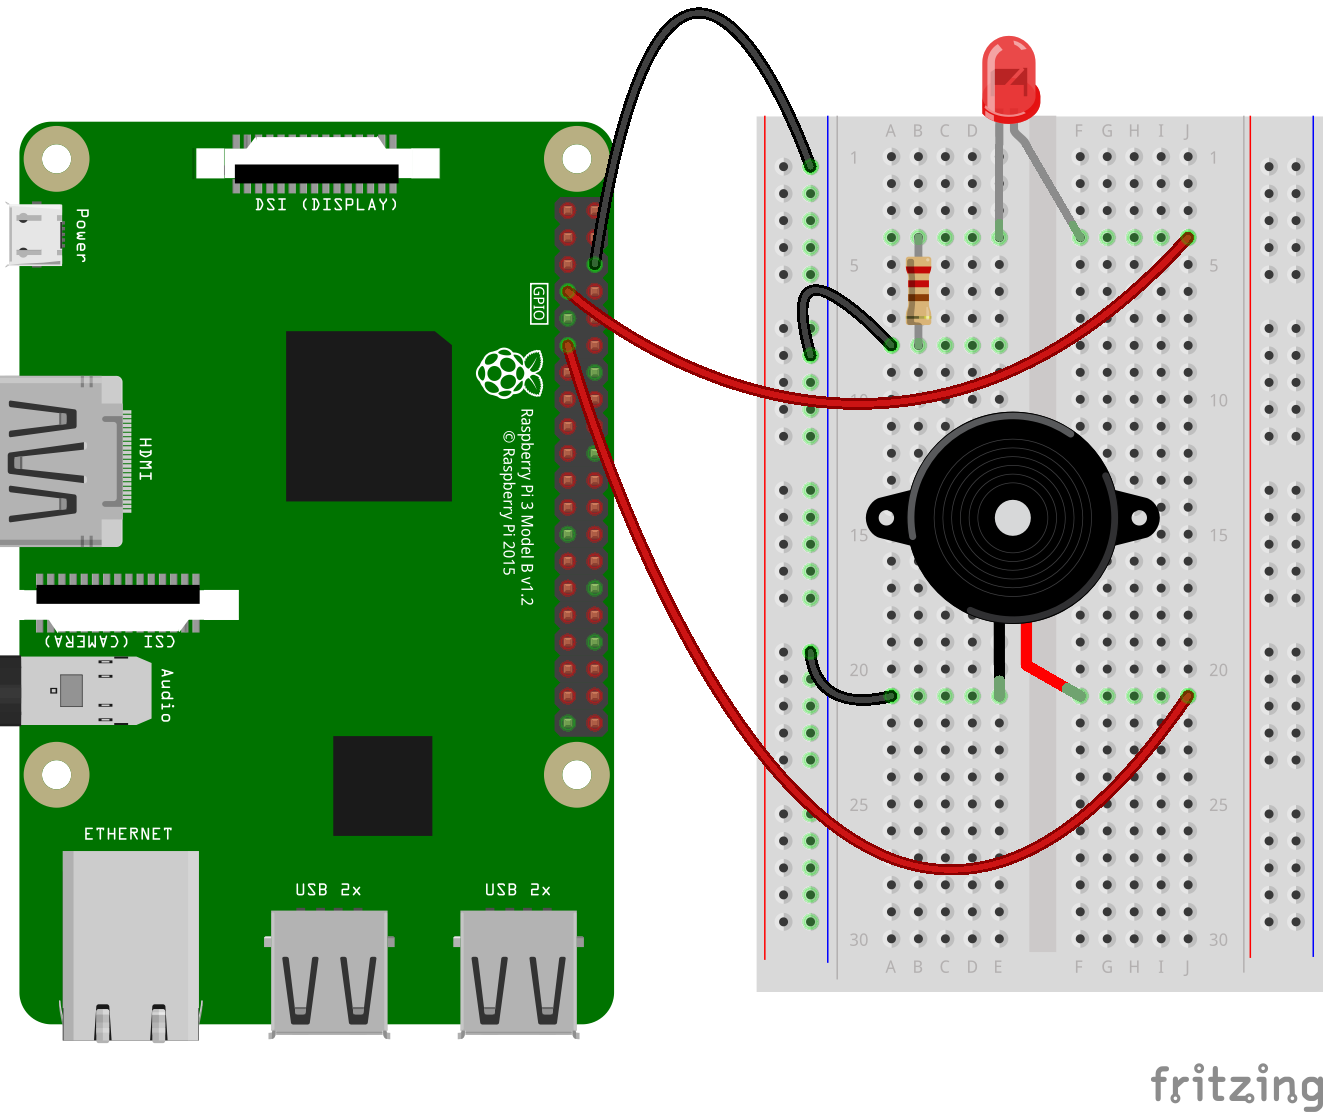 DSI (DISPLAY)
Power
GPIO
HDMI
Raspberry Pi 3 Model B v1.2
© Raspberry Pi 2015
CSI (CAMERA)
Audio
ETHERNET
USB 2x
USB 2x
A B C D F G H I J
1 1
5 5
10 10
15 15
20 20
25 25
30 30
A B C D E F G H I J
fritzing